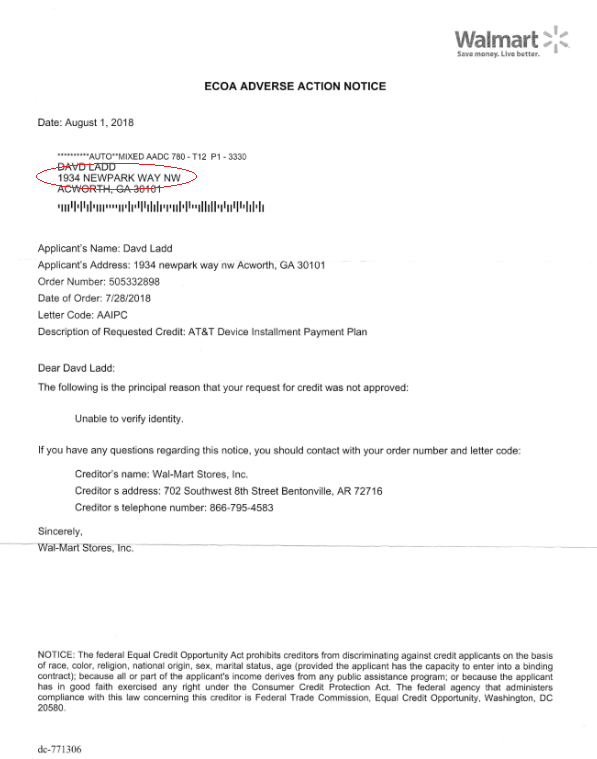 Walmart
Save money. Live better.
ECOA ADVERSE ACTION NOTICE
Date: August 1, 2018
**********AUTO**MIXED AADC 780 - T12 P1 - 3330
DAVD LADD
1934 NEWPARK WAY NW
ACWORTH, GA 30101
Applicant's Name: Davd Ladd
Applicant's Address: 1934 newpark way nw Acworth, GA 30101
Order Number: 505332898
Date of Order: 7/28/2018
Letter Code: AAIPC
Description of Requested Credit: AT&T Device Installment Payment Plan
Dear Davd Ladd:
The following is the principal reason that your request for credit was not approved:
Unable to verify identity.
If you have any questions regarding this notice, you should contact with your order number and letter code:
Creditor's name: Wal-Mart Stores, Inc.
Creditor s address: 702 Southwest 8th Street Bentonville, AR 72716
Creditor s telephone number: 866-795-4583
Sincerely,
Wal-Mart Stores, Inc.
NOTICE: The federal Equal Credit Opportunity Act prohibits creditors from discriminating against credit applicants on the basis
of race, color, religion, national origin, sex, marital status, age (provided the applicant has the capacity to enter into a binding
contract); because all or part of the applicant's income derives from any public assistance program; or because the applicant
has in good faith exercised any right under the Consumer Credit Protection Act. The federal agency that administers
compliance with this law concerning this creditor is Federal Trade Commission, Equal Credit Opportunity, Washington, DC
20580.
dc-771306